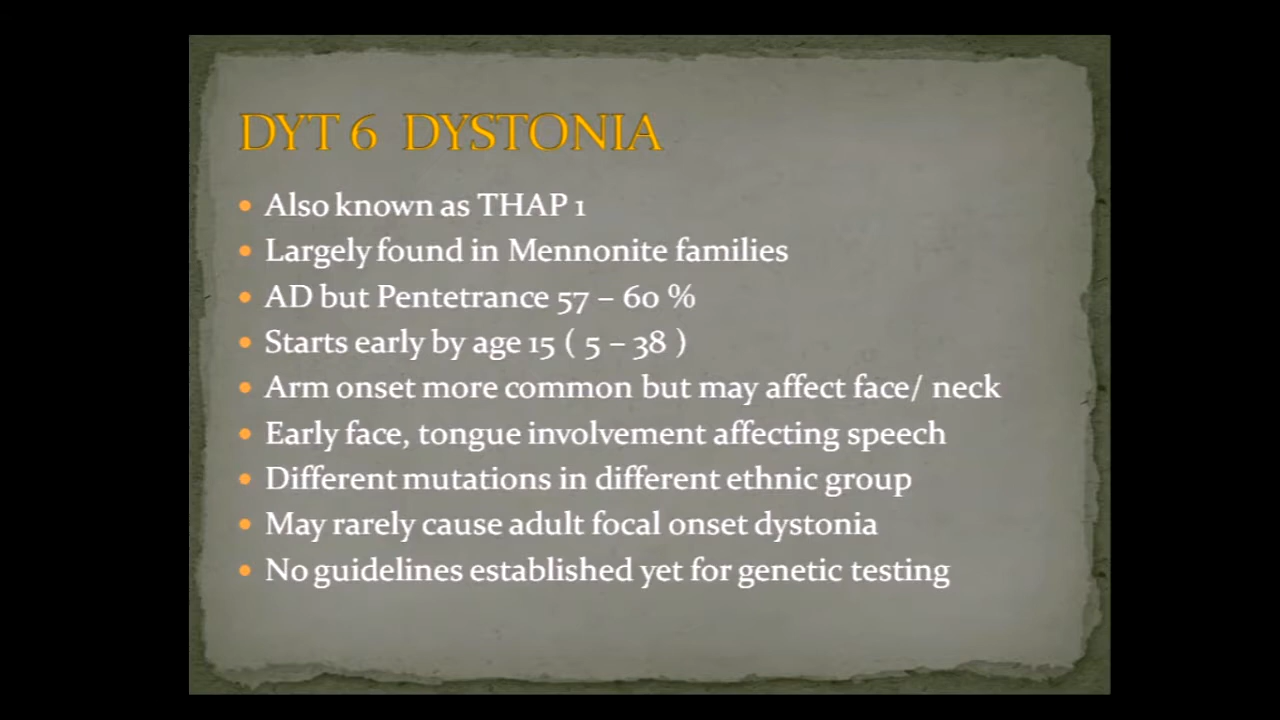 DYT 6 DYSTONIA
• Also known as THAP 1
• Largely found in Mennonite families
• AD but Pentetrance 57 – 60 %
• Starts early by age 15 ( 5 – 38 )
• Arm onset more common but may affect face/ neck
• Early face, tongue involvement affecting speech
• Different mutations in different ethnic group
• May rarely cause adult focal onset dystonia
• No guidelines established yet for genetic testing